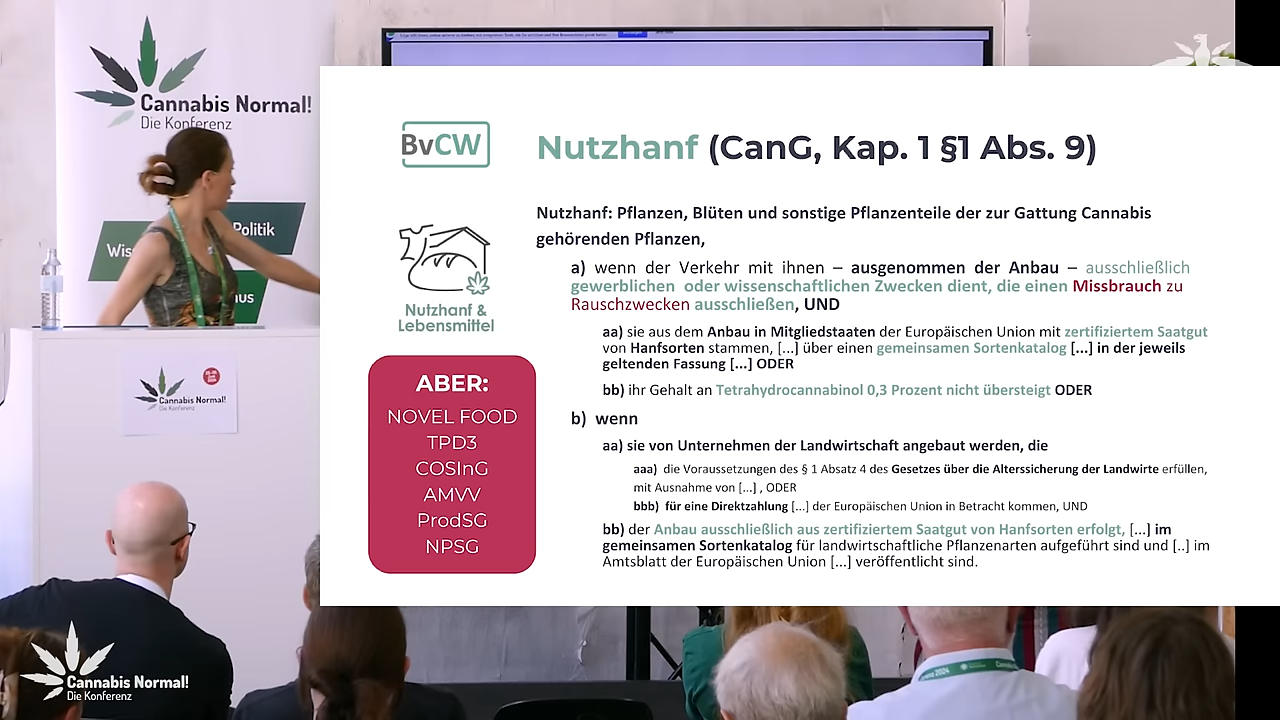 Cannabis Normal!
Die Konferenz
Politik
BvCW
Nutzhanf (CanG, Kap. 1 §1 Abs. 9)
Nutzhanf: Pflanzen, Blüten und sonstige Pflanzenteile der zur Gattung Cannabis
gehörenden Pflanzen,
a) wenn der Verkehr mit ihnen – ausgenommen der Anbau – ausschließlich
gewerblichen oder wissenschaftlichen Zwecken dient, die einen Missbrauch zu
Rauschzwecken ausschließen, UND
aa) sie aus dem Anbau in Mitgliedstaaten der Europäischen Union mit zertifiziertem Saatgut
von Hanfsorten stammen, [...] über einen gemeinsamen Sortenkatalog [...] in der jeweils
geltenden Fassung [...] ODER
bb) ihr Gehalt an Tetrahydrocannabinol 0,3 Prozent nicht übersteigt ODER
b) wenn
aa) sie von Unternehmen der Landwirtschaft angebaut werden, die
aaa) die Voraussetzungen des § 1 Absatz 4 des Gesetzes über die Alterssicherung der Landwirte erfüllen,
mit Ausnahme von [...] , ODER
bbb) für eine Direktzahlung [...] der Europäischen Union in Betracht kommen, UND
bb) der Anbau ausschließlich aus zertifiziertem Saatgut von Hanfsorten erfolgt, [...] im
gemeinsamen Sortenkatalog für landwirtschaftliche Pflanzenarten aufgeführt sind und [..] im
Amtsblatt der Europäischen Union [...] veröffentlicht sind.
Nutzhanf &
Lebensmittel
ABER:
NOVEL FOOD
TPD3
COSInG
AMVV
ProdSG
NPSG
Cannabis Normal!
Die Konferenz
Cannabis Normal!
Die Konferenz